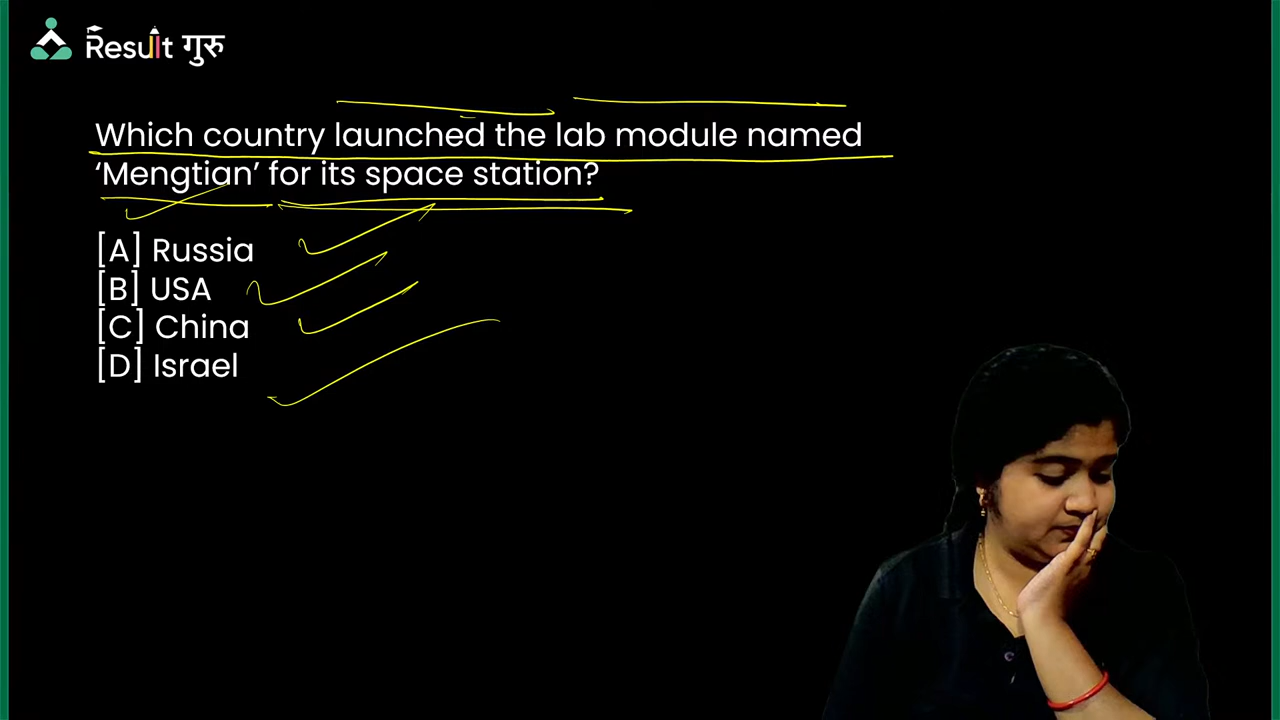 Result गुरु
Which country launched the lab module named
‘Mengtian’ for its space station?
[A] Russia
[B] USA
[C] China
[D] Israel